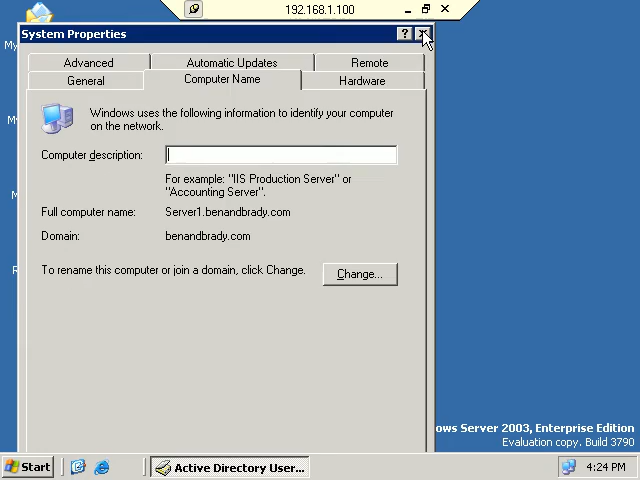 192.168.1.100
System Properties
Advanced
Automatic Updates
Remote
General
Computer Name
Hardware
Windows uses the following information to identify your computer
on the network.
Computer description:
For example: "IIS Production Server" or
"Accounting Server".
Full computer name:
Server1.benandbrady.com
Domain:
benandbrady.com
To rename this computer or join a domain, click Change.
Change...
ows Server 2003, Enterprise Edition
Evaluation copy. Build 3790
Start
Active Directory User...
4:24 PM